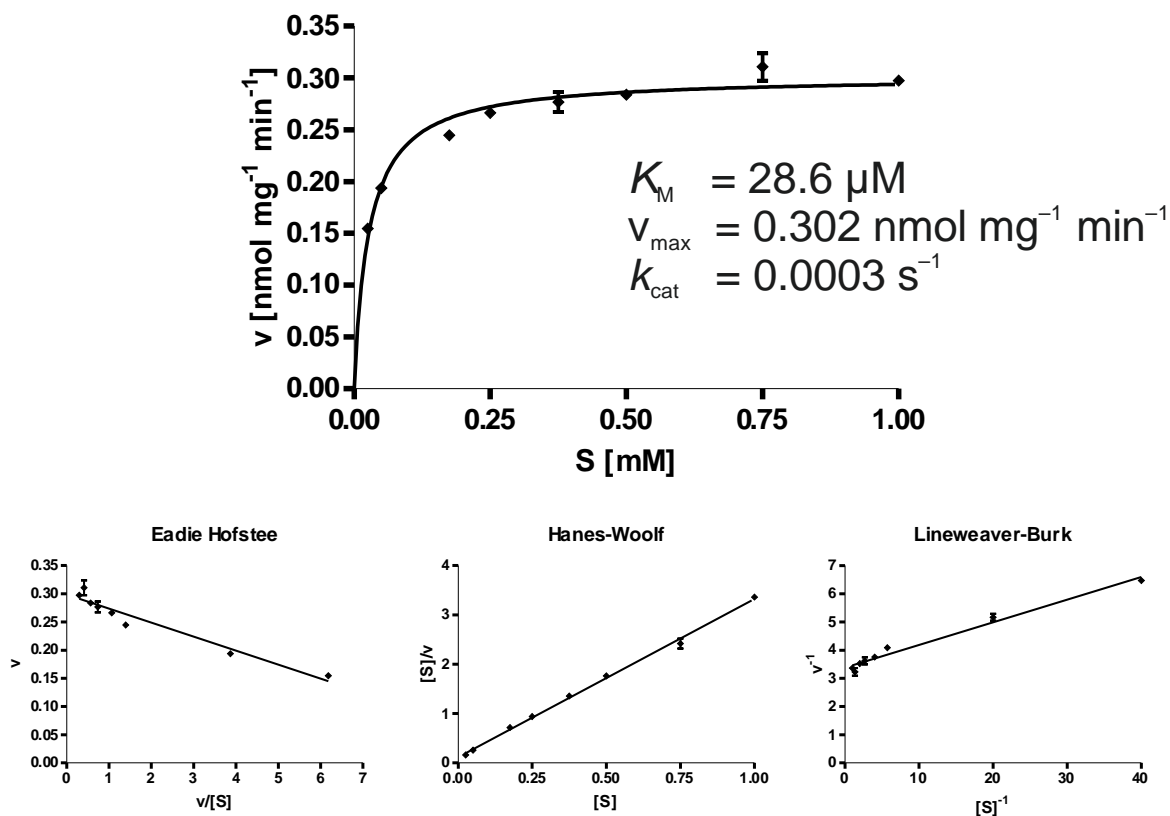 0.35
0.30
0.25
0.20
0.15
0.10
0.05
0.00
v [nmol mg⁻¹ min⁻¹]
K_M = 28.6 µM
v_max = 0.302 nmol mg⁻¹ min⁻¹
k_cat = 0.0003 s⁻¹
0.00 0.25 0.50 0.75 1.00
S [mM]
Eadie Hofstee
0.35
0.30
0.25
0.20
0.15
0.10
0.05
0.00
v
0 1 2 3 4 5 6 7
v/[S]
Hanes-Woolf
4
3
2
1
0
[S]/v
0.00 0.25 0.50 0.75 1.00
[S]
Lineweaver-Burk
7
6
5
4
3
2
1
0
v⁻¹
0 10 20 30 40
[S]⁻¹